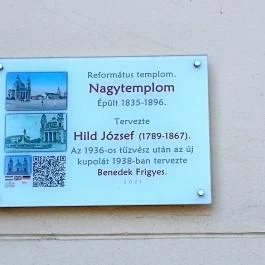 Református templom.
Nagytemplom
Épült 1835-1896.
Tervezte
Hild József (1789-1867).
Az 1936-os tűzvész után az új
kupolát 1938-ban tervezte
Benedek Frigyes.
2021